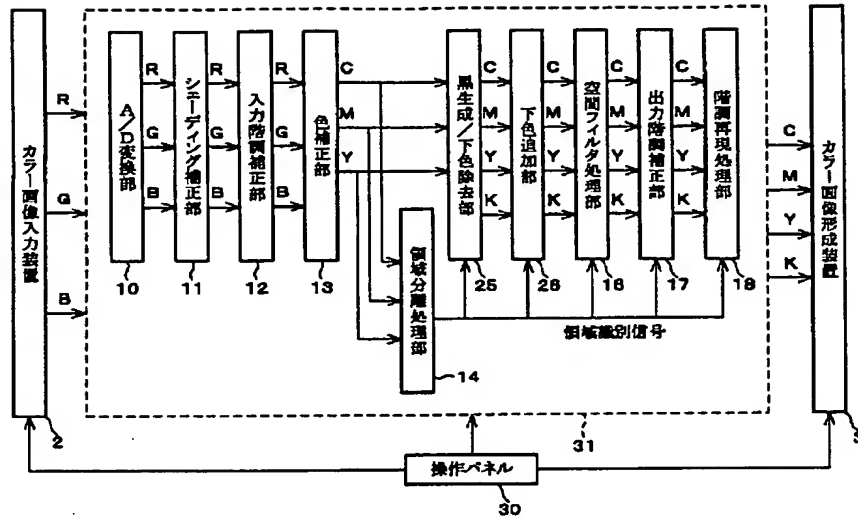 カラー画像入力装置
2
R
G
B
A/D変換部
10
R
G
B
シェーディング補正部
11
R
G
B
入力階調補正部
12
R
G
B
色補正部
13
C
M
Y
領域分離処理部
14
黒生成/下色除去部
25
C
M
Y
K
下色追加部
26
C
M
Y
K
空間フィルタ処理部
16
C
M
Y
K
出力階調補正部
17
C
M
Y
K
階調再現処理部
18
領域識別信号
31
C
M
Y
K
カラー画像形成装置
3
操作パネル
30